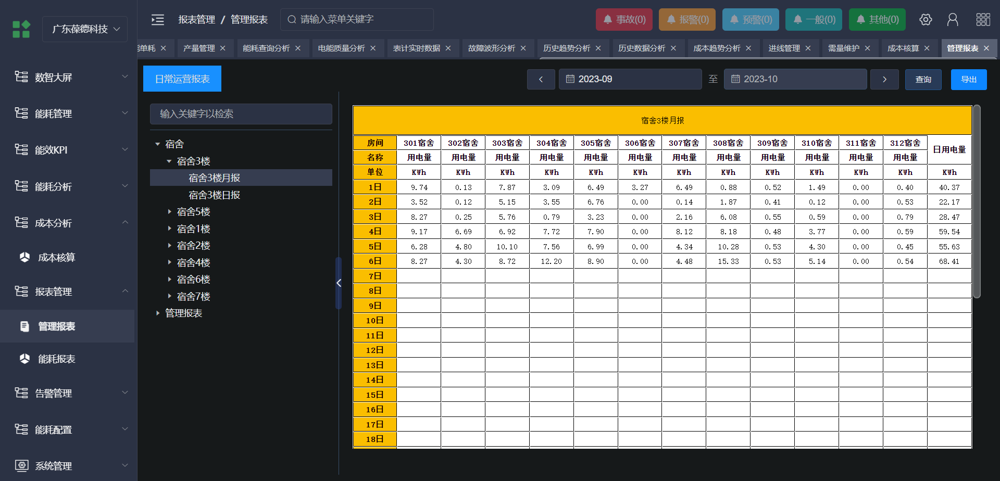 广东葆德科技
报表管理 / 管理报表
请输入菜单关键字
事故(0)
报警(0)
预警(0)
一般(0)
其他(0)
单耗 ×
产量管理 ×
能耗查询分析 ×
电能质量分析 ×
表计实时数据 ×
故障波形分析 ×
历史趋势分析 ×
历史数据分析 ×
成本趋势分析 ×
进线管理 ×
需量维护 ×
成本核算 ×
管理报表 ×
数智大屏
能耗管理
能效KPI
能耗分析
成本分析
成本核算
报表管理
管理报表
能耗报表
告警管理
能耗配置
系统管理
日常运营报表
2023-09 至 2023-10
查询
导出
输入关键字以检索
宿舍
宿舍3楼
宿舍3楼月报
宿舍3楼日报
宿舍5楼
宿舍1楼
宿舍2楼
宿舍4楼
宿舍6楼
宿舍7楼
管理报表
宿舍3楼月报
房间 301宿舍 302宿舍 303宿舍 304宿舍 305宿舍 306宿舍 307宿舍 308宿舍 309宿舍 310宿舍 311宿舍 312宿舍 日用电量
名称 用电量 用电量 用电量 用电量 用电量 用电量 用电量 用电量 用电量 用电量 用电量 用电量
单位 KWh KWh KWh KWh KWh KWh KWh KWh KWh KWh KWh KWh KWh
1日 9.74 0.13 7.87 3.09 6.49 3.27 6.49 0.88 0.52 1.49 0.00 0.40 40.37
2日 3.52 0.12 5.15 3.55 6.76 0.00 0.14 1.87 0.41 0.12 0.00 0.53 22.17
3日 8.27 0.25 5.76 0.79 3.23 0.00 2.16 6.08 0.55 0.59 0.00 0.79 28.47
4日 9.17 6.69 6.92 7.72 7.90 0.00 8.12 8.18 0.48 3.77 0.00 0.59 59.54
5日 6.28 4.80 10.10 7.56 6.99 0.00 4.34 10.28 0.53 4.30 0.00 0.45 55.63
6日 8.27 4.30 8.72 12.20 8.90 0.00 4.48 15.33 0.53 5.14 0.00 0.54 68.41
7日
8日
9日
10日
11日
12日
13日
14日
15日
16日
17日
18日